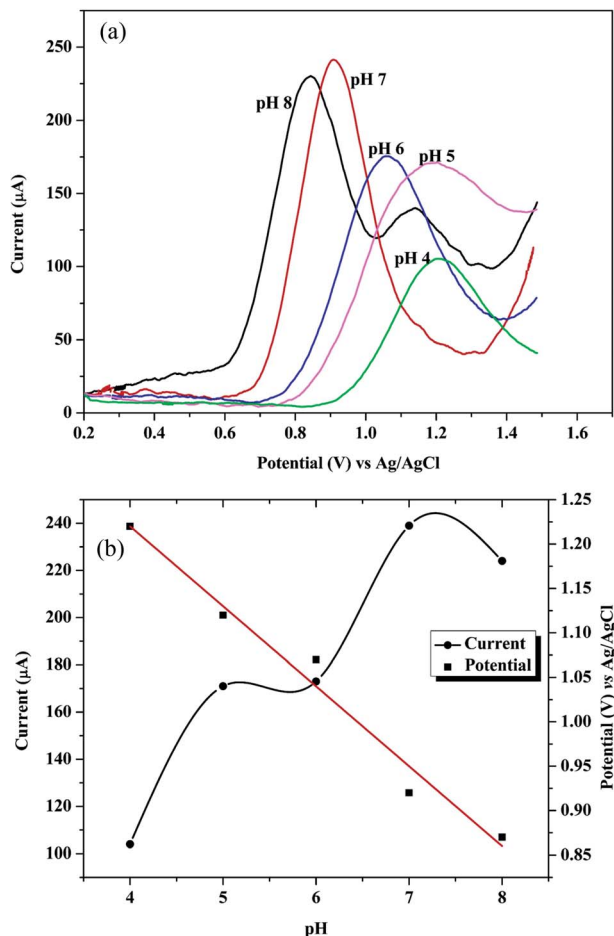 (a)
250
200
150
100
50
0
Current (µA)
pH 8
pH 7
pH 6
pH 5
pH 4
0.2 0.4 0.6 0.8 1.0 1.2 1.4 1.6
Potential (V) vs Ag/AgCl
(b)
240
220
200
180
160
140
120
100
Current (µA)
1.25
1.20
1.15
1.10
1.05
1.00
0.95
0.90
0.85
Potential (V) vs Ag/AgCl
Current
Potential
4 5 6 7 8
pH